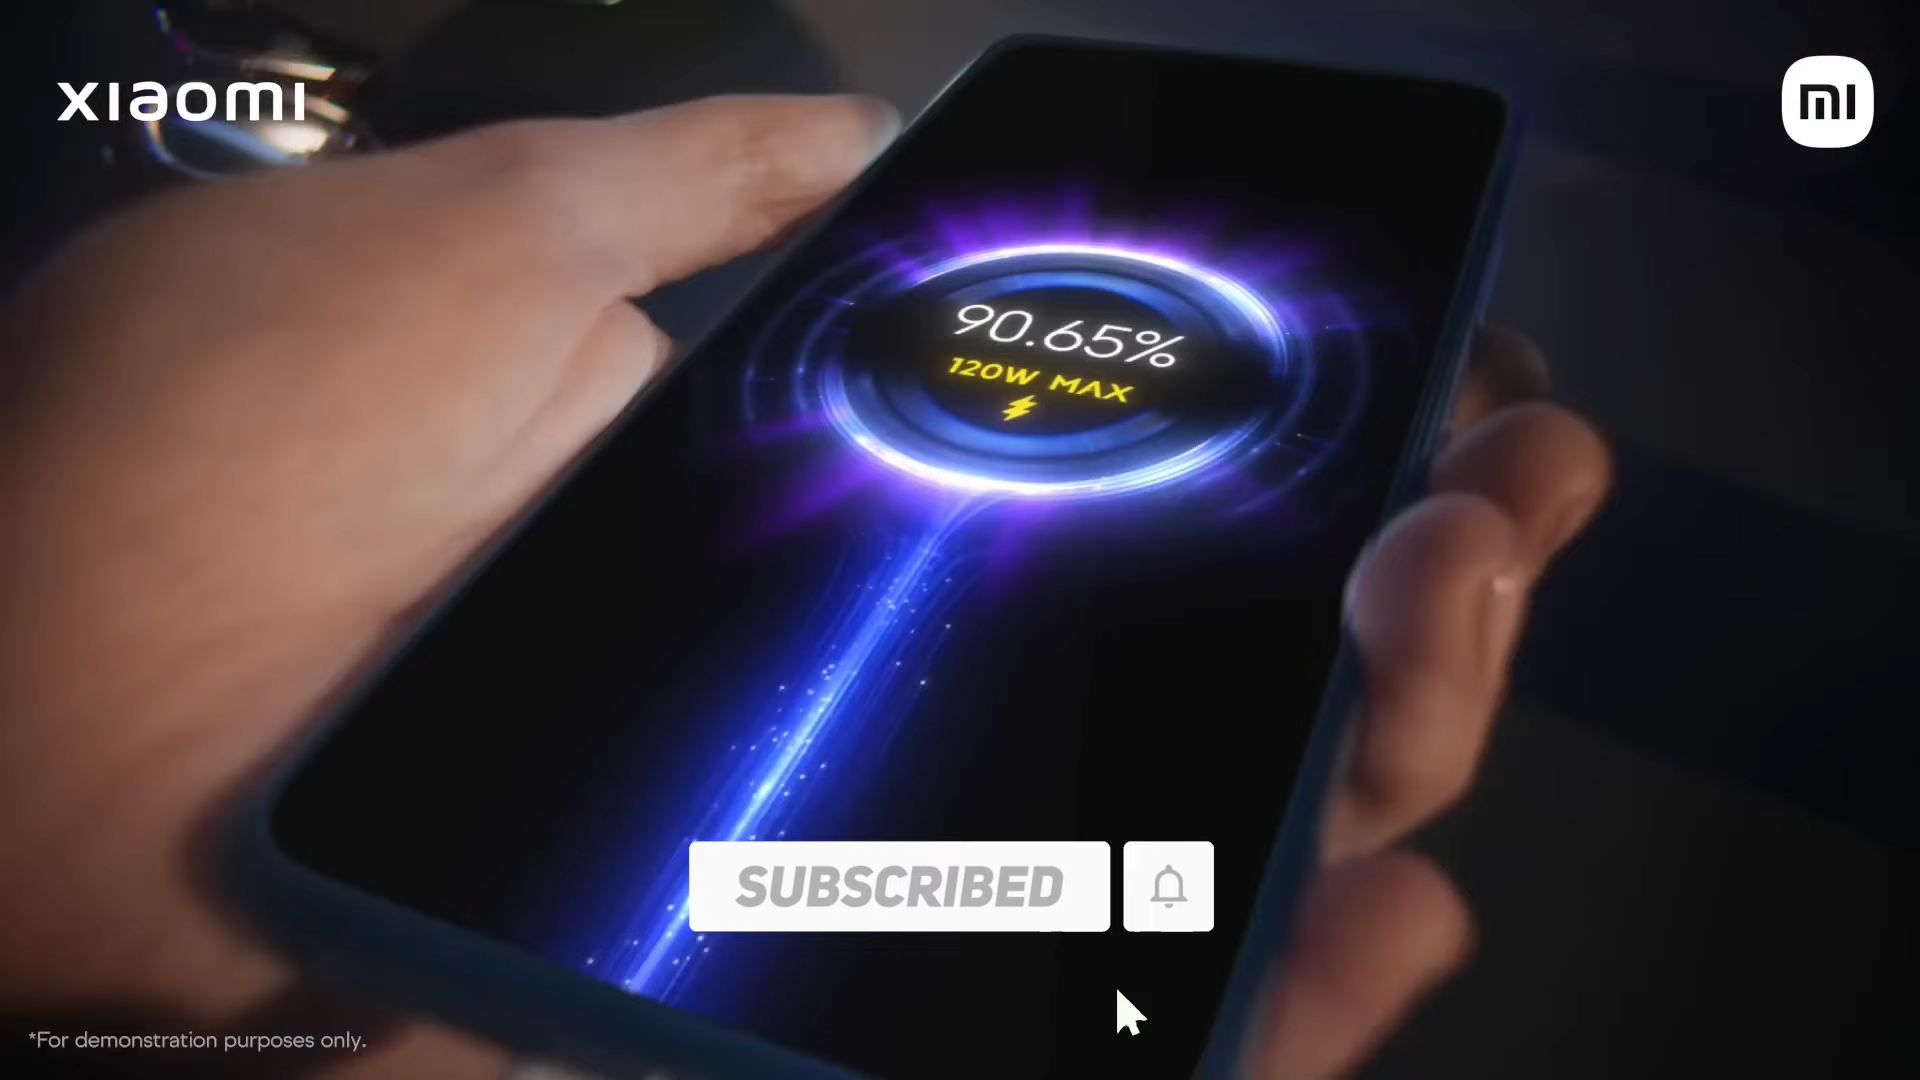 xiaomi
mi
90.65%
120W MAX
SUBSCRIBED
*For demonstration purposes only.